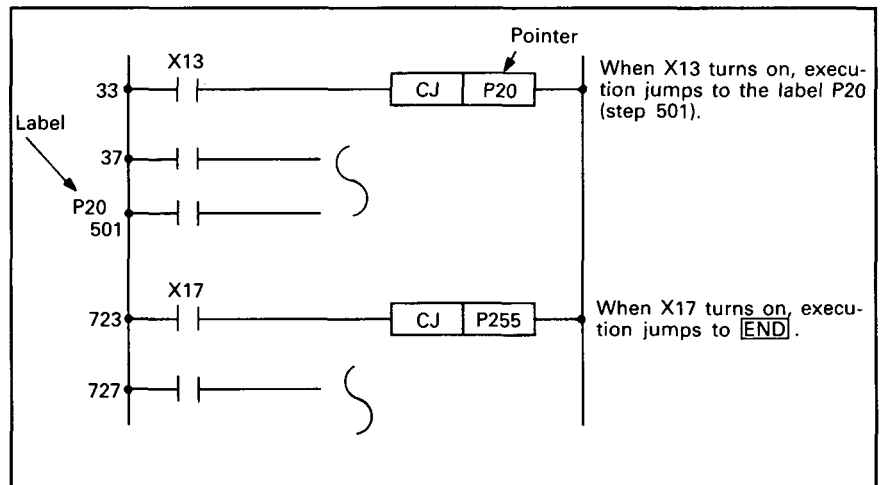 Pointer
X13
33
CJ P20
When X13 turns on, execu-
tion jumps to the label P20
(step 501).
Label
37
P20
501
X17
723
CJ P255
When X17 turns on, execu-
tion jumps to END .
727